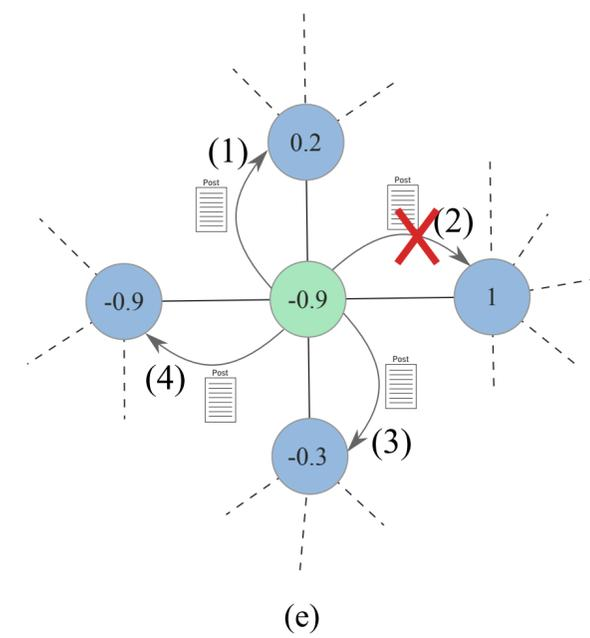 0.2
(1)
Post
Post
(2)
-0.9
-0.9
1
(4)
Post
Post
(3)
-0.3
(e)